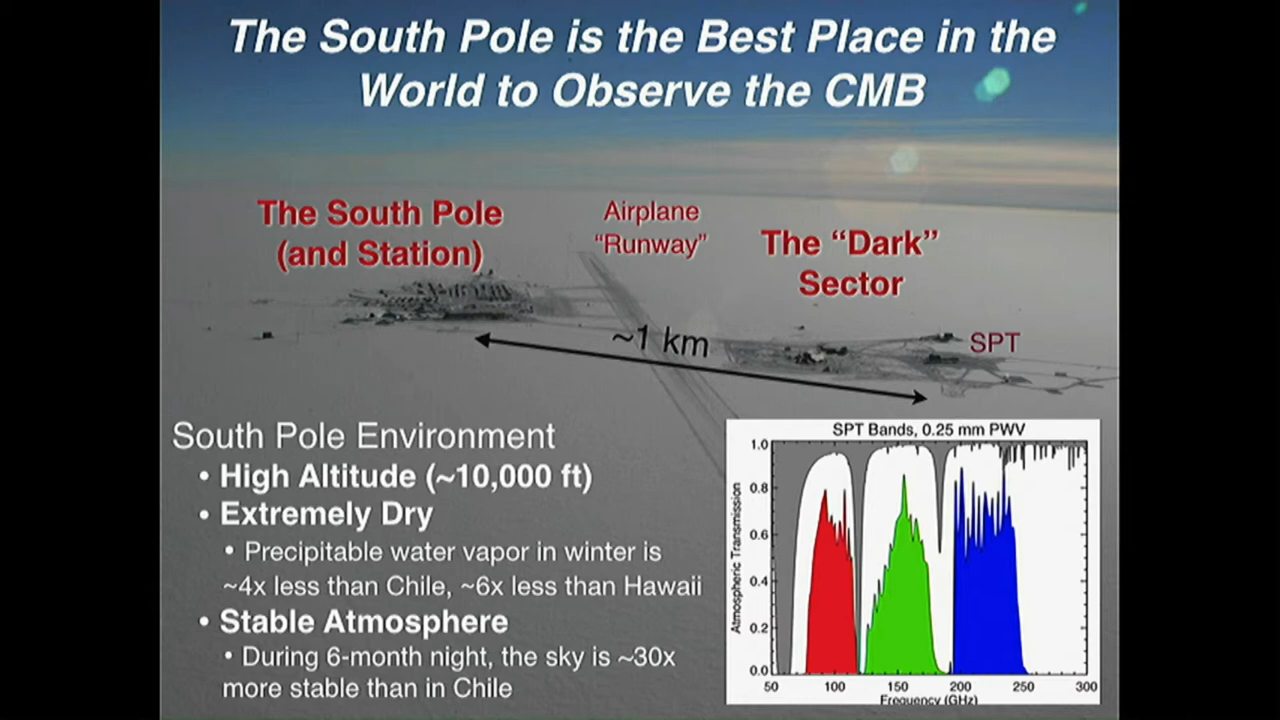 The South Pole is the Best Place in the
World to Observe the CMB
The South Pole
(and Station)
Airplane
“Runway”
The “Dark”
Sector
~1 km
SPT
South Pole Environment
• High Altitude (~10,000 ft)
• Extremely Dry
• Precipitable water vapor in winter is
~4x less than Chile, ~6x less than Hawaii
• Stable Atmosphere
• During 6-month night, the sky is ~30x
more stable than in Chile
SPT Bands, 0.25 mm PWV
Atmospheric Transmission
1.0
0.8
0.6
0.4
0.2
0.0
50 100 150 200 250 300
Frequency (GHz)